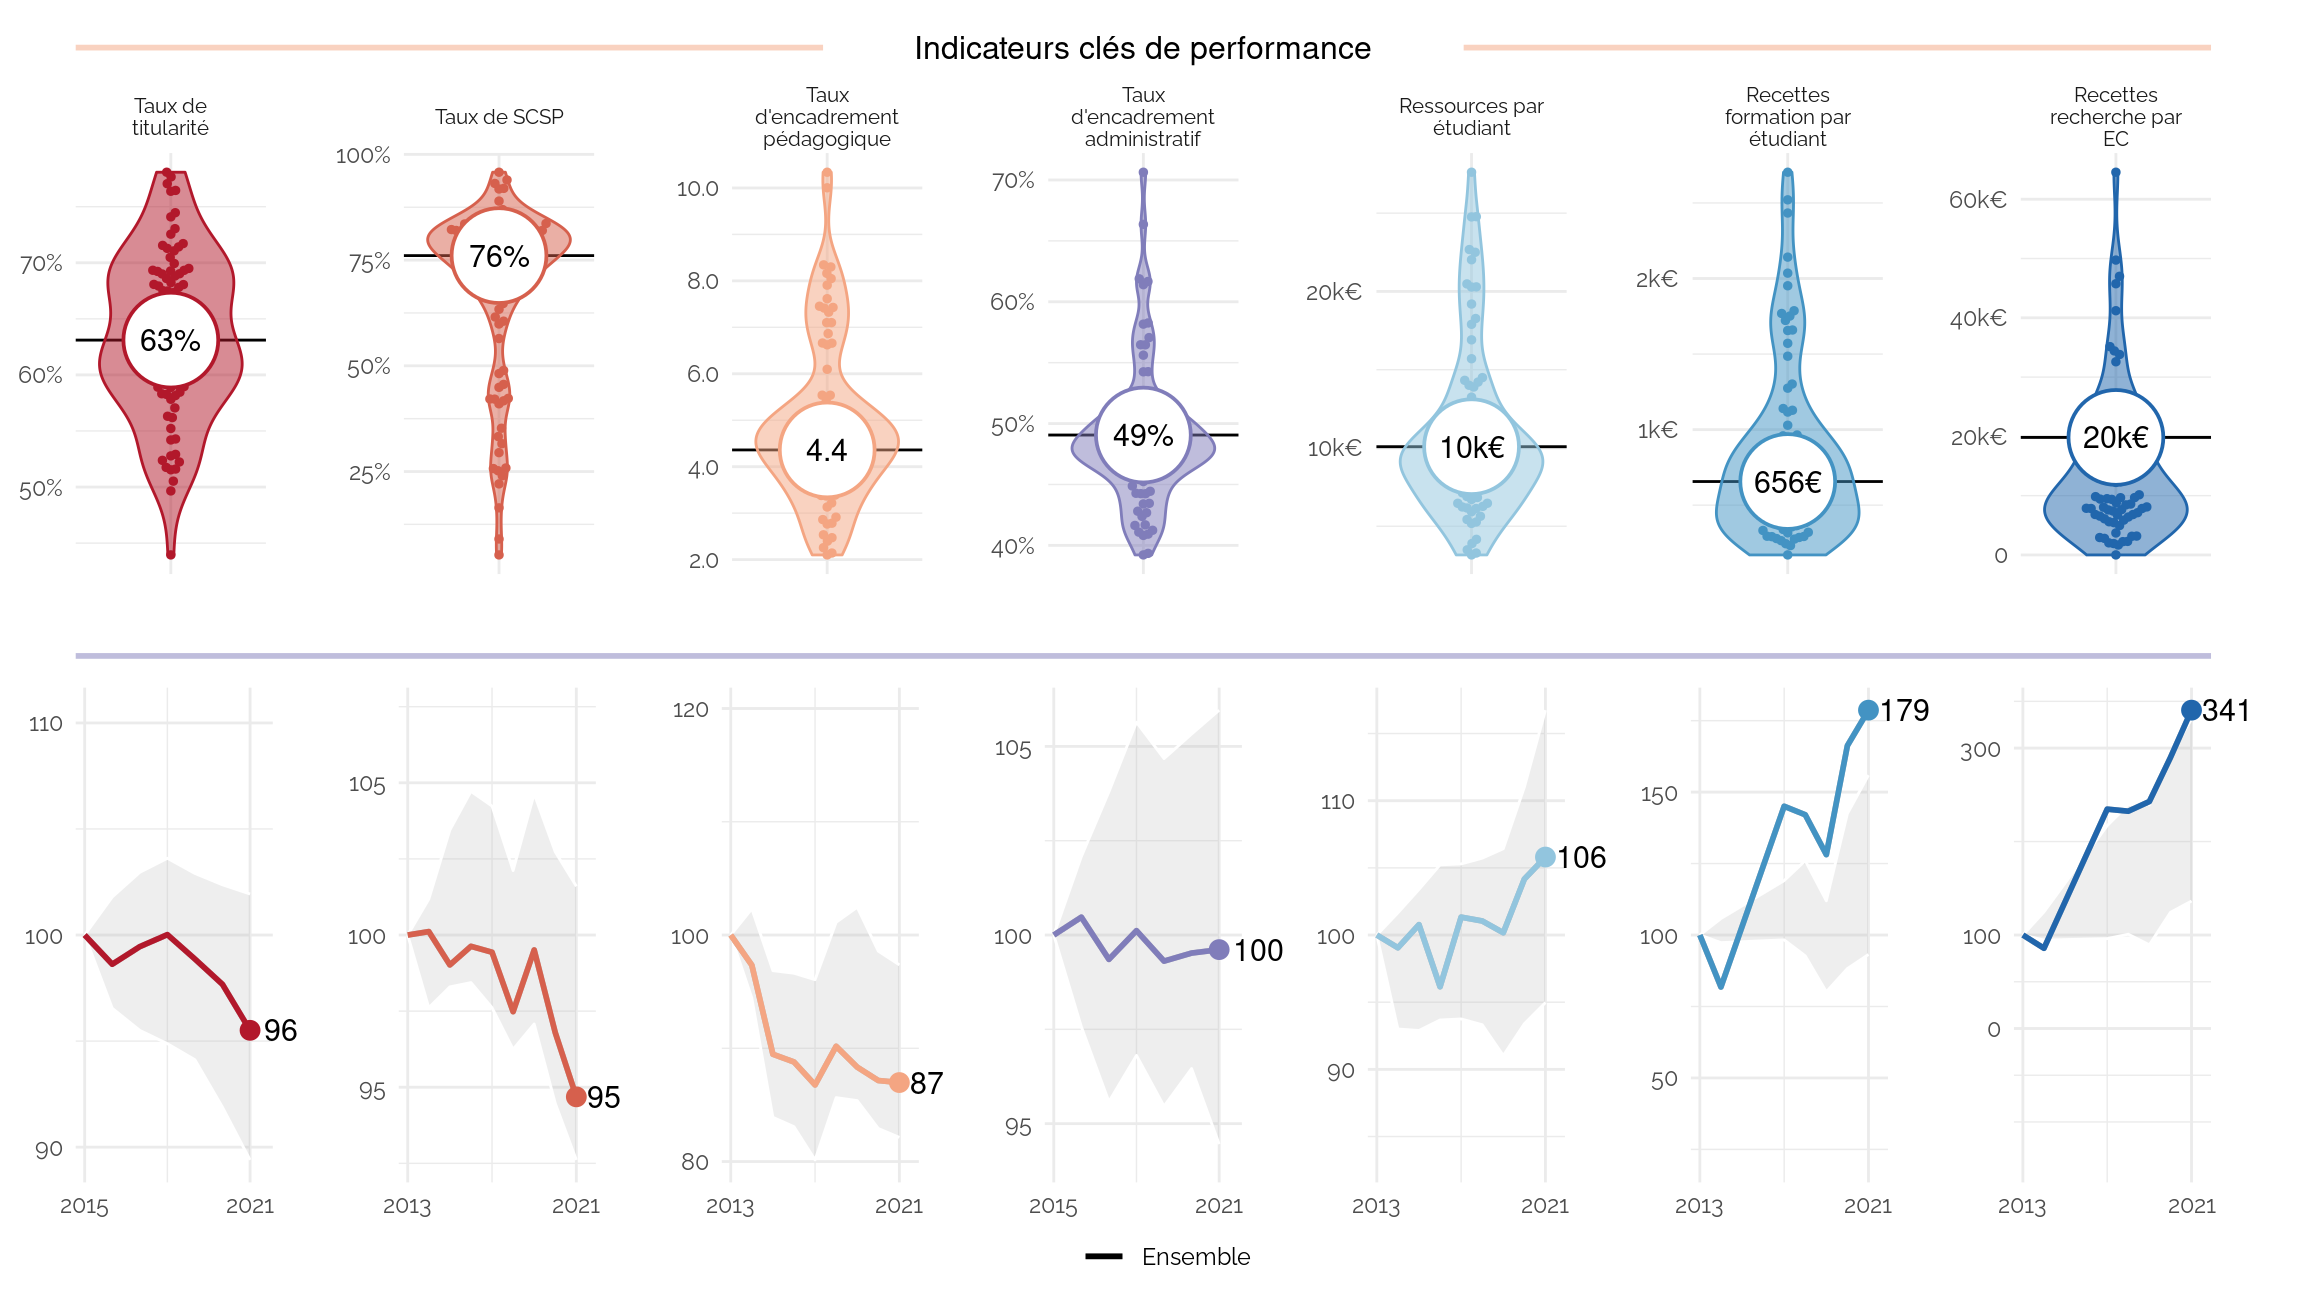 Indicateurs clés de performance
Taux de
titularité
70%
60%
50%
63%
Taux de SCSP
100%
75%
50%
25%
76%
Taux
d'encadrement
pédagogique
10.0
8.0
6.0
4.0
2.0
4.4
Taux
d'encadrement
administratif
70%
60%
50%
40%
49%
Ressources par
étudiant
20k€
10k€
10k€
Recettes
formation par
étudiant
2k€
1k€
656€
Recettes
recherche par
EC
60k€
40k€
20k€
0
20k€
110
100
90
96
2015
2021
105
100
95
95
2013
2021
120
100
80
87
2013
2021
105
100
95
100
2015
2021
110
100
90
106
2013
2021
150
100
50
179
2013
2021
300
100
0
341
2013
2021
Ensemble